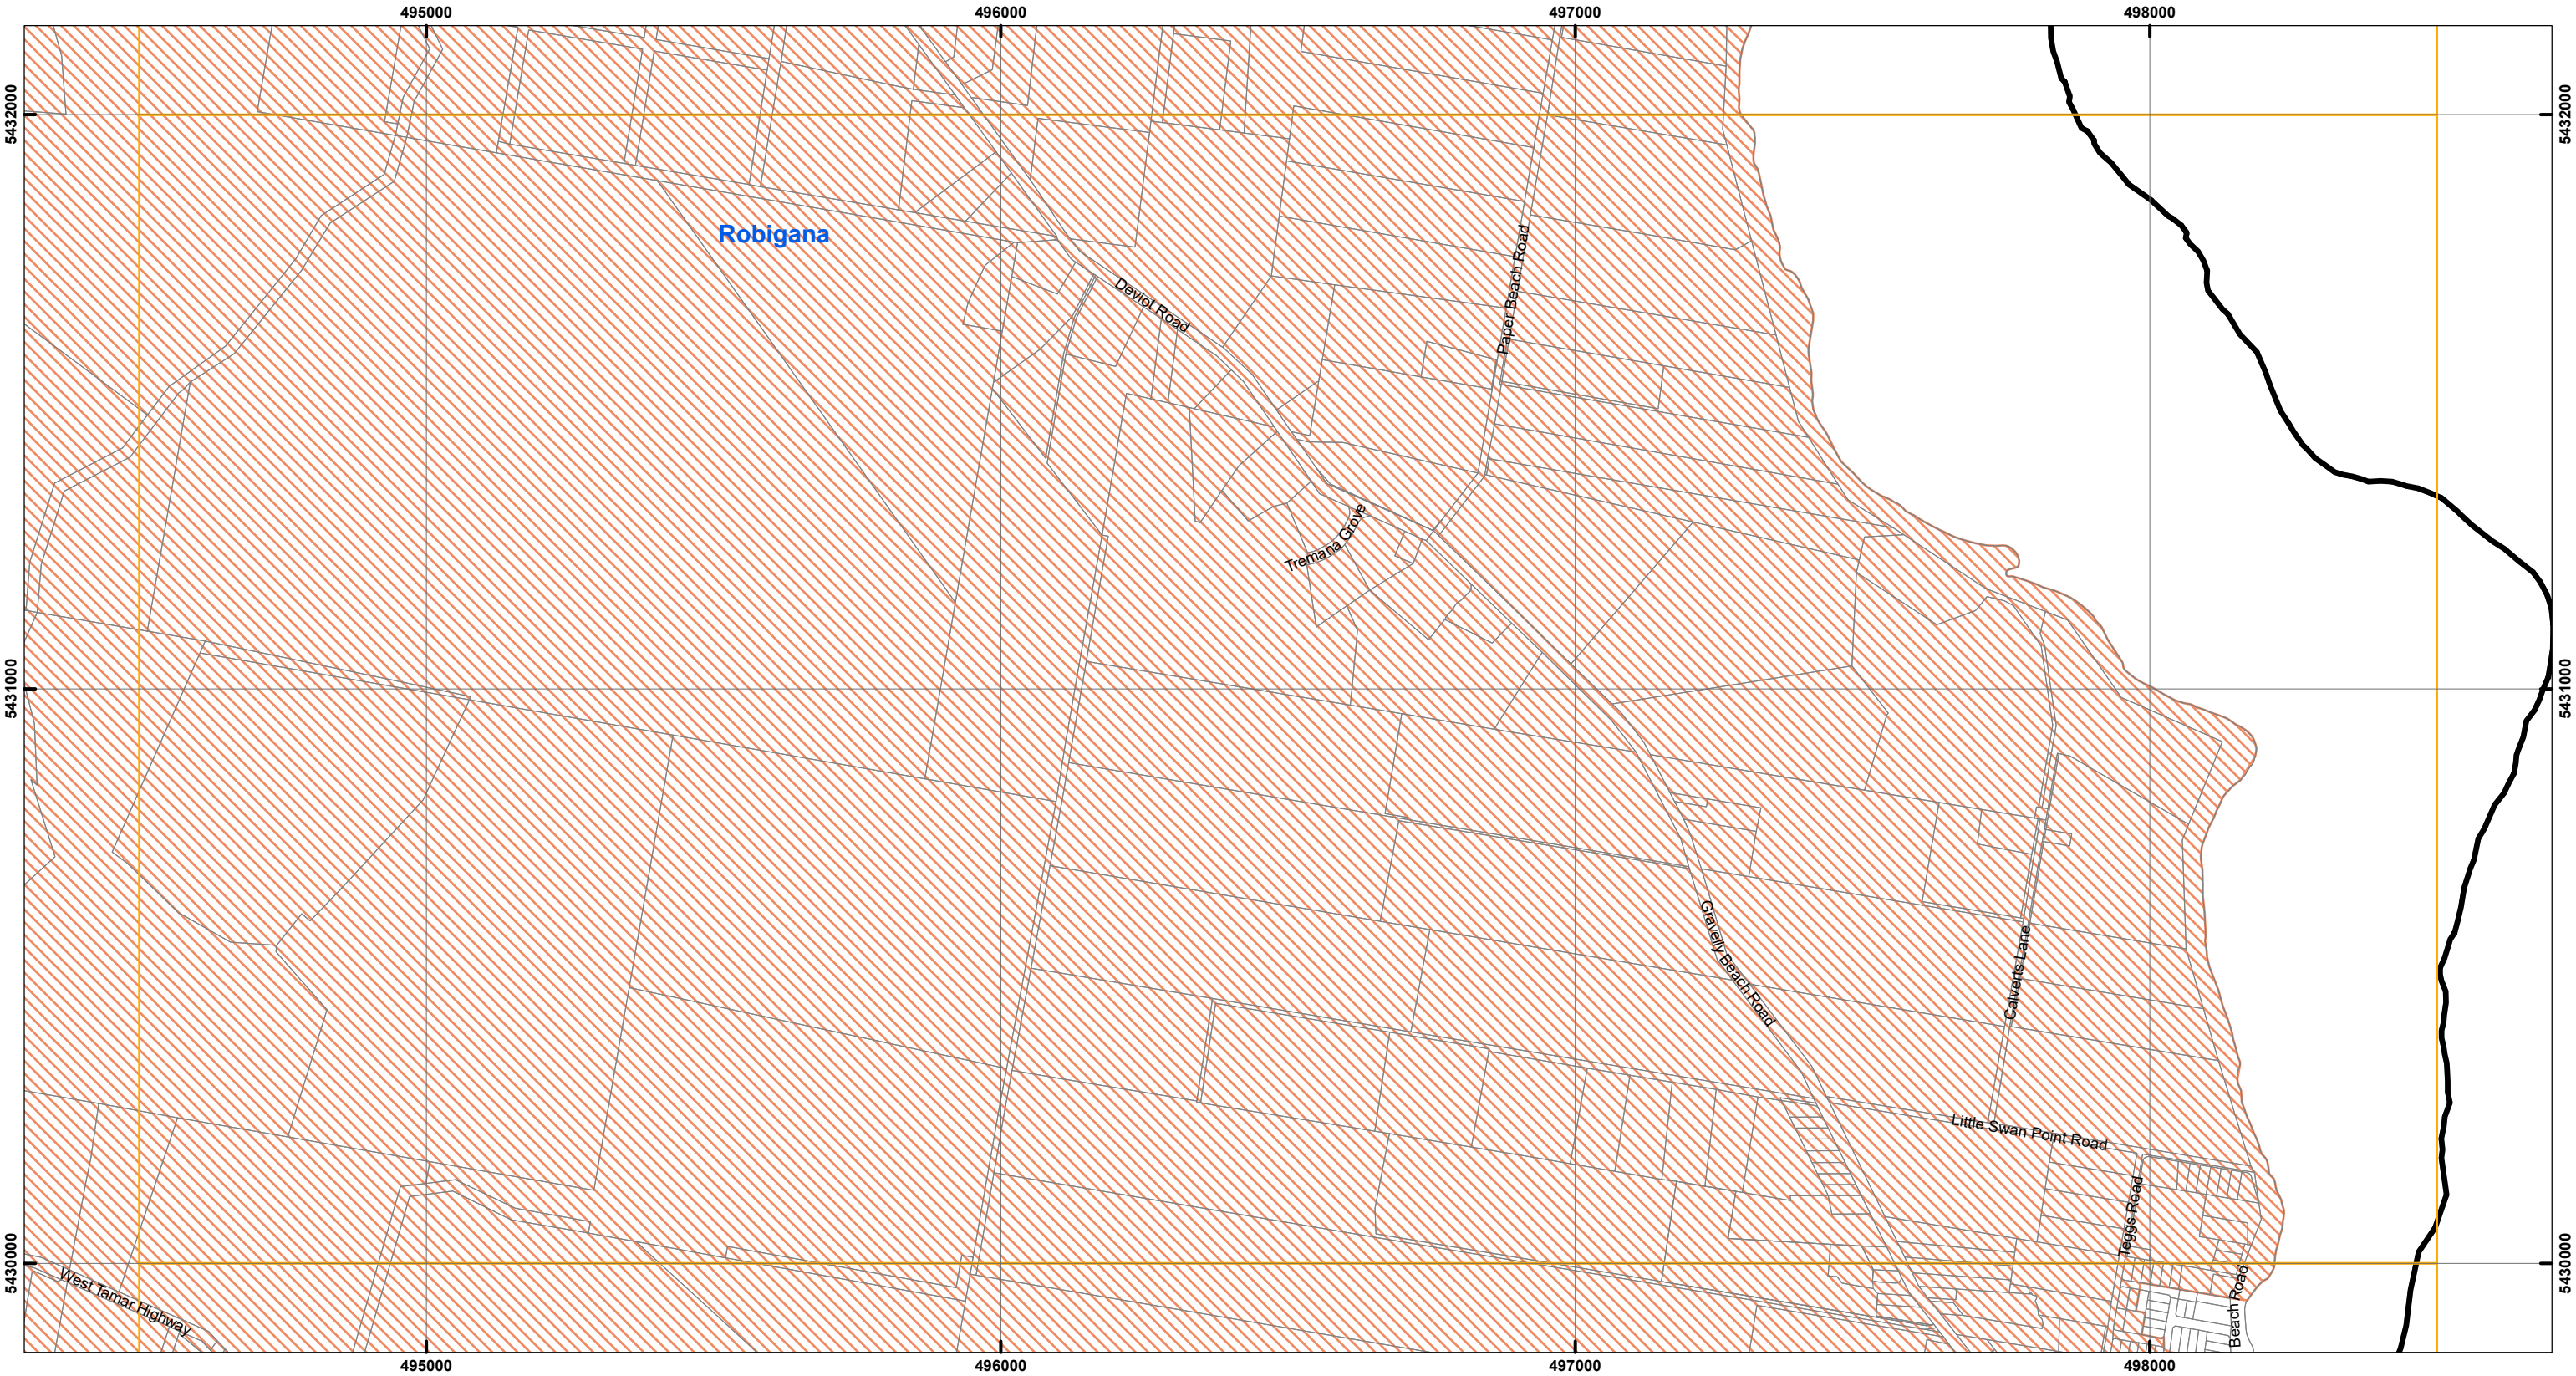 495000
496000
497000
498000
5432000
5432000
Robigana
Paper Beach Road
Deviot Road
Tremana Grove
5431000
5431000
Gravelly Beach Road
Calverts Lane
Little Swan Point Road
Teggs Road
5430000
5430000
West Tamar Highway
Beach Road
495000
496000
497000
498000